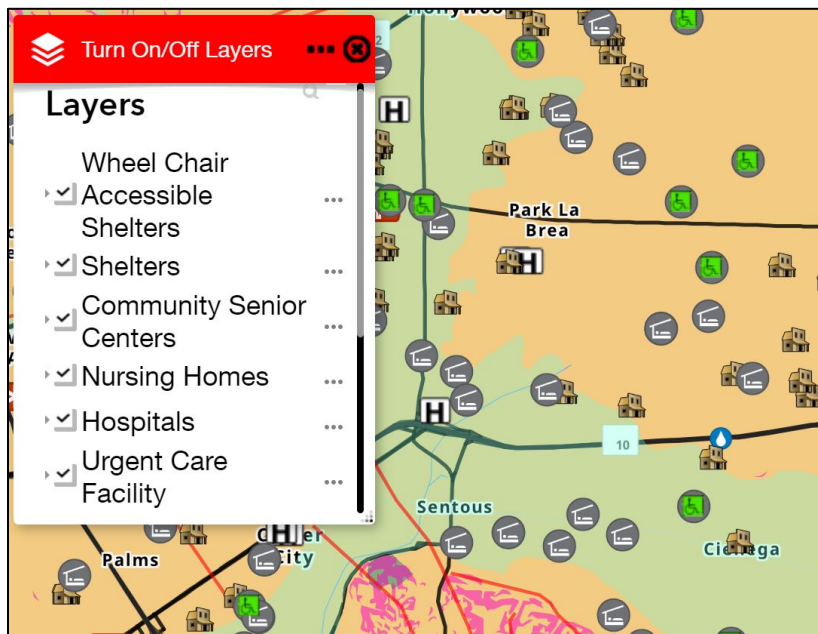 Turn On/Off Layers
Layers
Wheel Chair
Accessible
Shelters
Shelters
Community Senior
Centers
Nursing Homes
Hospitals
Urgent Care
Facility
H
Park La
Brea
H
H
10
Sentous
Cienega
H
City
Palms